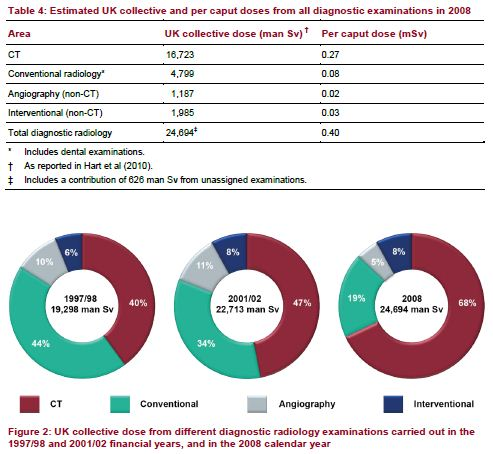 Table 4: Estimated UK collective and per caput doses from all diagnostic examinations in 2008
Area UK collective dose (man Sv) † Per caput dose (mSv)
CT 16,723 0.27
Conventional radiology* 4,799 0.08
Angiography (non-CT) 1,187 0.02
Interventional (non-CT) 1,985 0.03
Total diagnostic radiology 24,694‡ 0.40
* Includes dental examinations.
† As reported in Hart et al (2010).
‡ Includes a contribution of 626 man Sv from unassigned examinations.
10% 6% 40% 44%
1997/98
19,298 man Sv
11% 8% 47% 34%
2001/02
22,713 man Sv
5% 8% 19% 68%
2008
24,694 man Sv
CT Conventional Angiography Interventional
Figure 2: UK collective dose from different diagnostic radiology examinations carried out in the
1997/98 and 2001/02 financial years, and in the 2008 calendar year